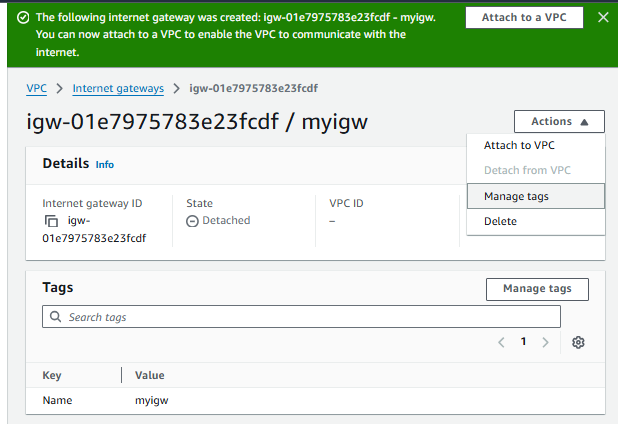 The following internet gateway was created: igw-01e7975783e23fcdf - myigw.
You can now attach to a VPC to enable the VPC to communicate with the
internet.
Attach to a VPC
VPC > Internet gateways > igw-01e7975783e23fcdf
igw-01e7975783e23fcdf / myigw
Actions
Attach to VPC
Detach from VPC
Manage tags
Delete
Details Info
Internet gateway ID
igw-
01e7975783e23fcdf
State
Detached
VPC ID
–
Tags
Manage tags
Search tags
1
Key Value
Name myigw